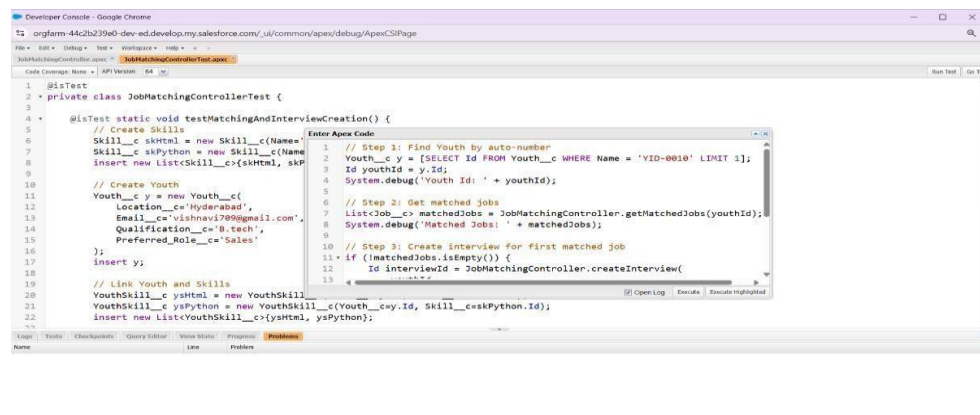 Developer Console - Google Chrome
orgfarm-44c2b239e0-dev-ed.develop.my.salesforce.com/_ui/common/apex/debug/ApexCSIPage
File Edit Debug Test Workspace Help < >
JobMatchingController.apxc JobMatchingControllerTest.apxc
Code Coverage: None API Version: 64 Run Test Go T
1 @isTest
2 private class JobMatchingControllerTest {
3
4 @isTest static void testMatchingAndInterviewCreation() {
5 // Create Skills
6 Skill__c skHtml = new Skill__c(Name='
7 Skill__c skPython = new Skill__c(Name
8 insert new List<Skill__c>{skHtml, skP
9
10 // Create Youth
11 Youth__c y = new Youth__c(
12 Location__c='Hyderabad',
13 Email__c='vishnavi709@gmail.com',
14 Qualification__c='B.tech',
15 Preferred_Role__c='Sales'
16 );
17 insert y;
18
19 // Link Youth and Skills
20 YouthSkill__c ysHtml = new YouthSkill
21 YouthSkill__c ysPython = new YouthSkill__c(Youth__c=y.Id, Skill__c=skPython.Id);
22 insert new List<YouthSkill__c>{ysHtml, ysPython};
Enter Apex Code
1 // Step 1: Find Youth by auto-number
2 Youth__c y = [SELECT Id FROM Youth__c WHERE Name = 'YID-0010' LIMIT 1];
3 Id youthId = y.Id;
4 System.debug('Youth Id: ' + youthId);
5
6 // Step 2: Get matched jobs
7 List<Job__c> matchedJobs = JobMatchingController.getMatchedJobs(youthId);
8 System.debug('Matched Jobs: ' + matchedJobs);
9
10 // Step 3: Create interview for first matched job
11 if (!matchedJobs.isEmpty()) {
12 Id interviewId = JobMatchingController.createInterview(
13
Open Log Execute Execute Highlighted
Logs Tests Checkpoints Query Editor View State Progress Problems
Name Line Problem